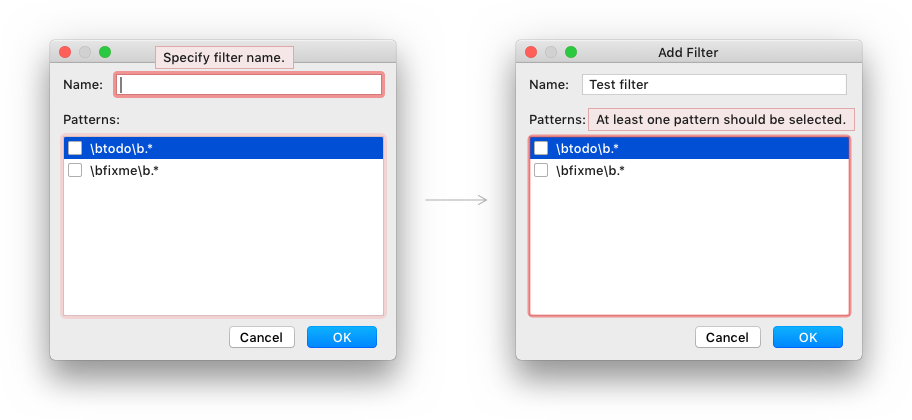 Specify filter name.
Name:
Patterns:
\btodo\b.*
\bfixme\b.*
Cancel OK
Add Filter
Name: Test filter
Patterns: At least one pattern should be selected.
\btodo\b.*
\bfixme\b.*
Cancel OK